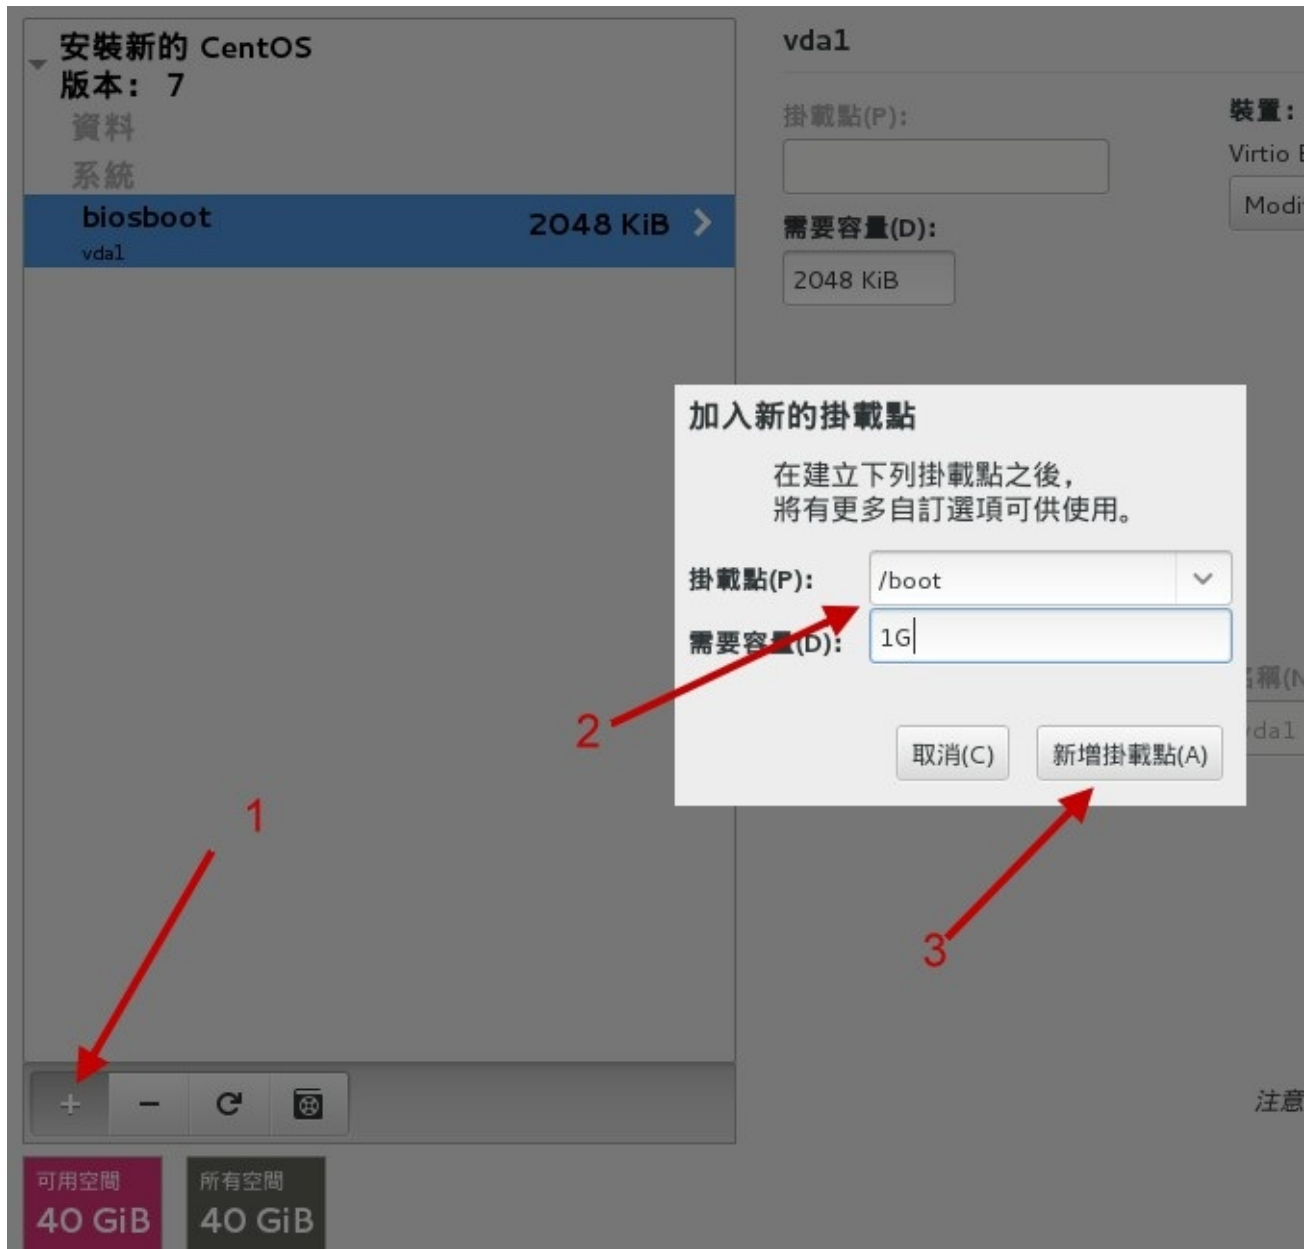 安裝新的 CentOS
版本： 7
資料
系統
biosboot
2048 KiB
vda1
vda1
掛載點(P):
裝置：
Virtio
需要容量(D):
2048 KiB
加入新的掛載點
在建立下列掛載點之後，
將有更多自訂選項可供使用。
掛載點(P):
/boot
需要容量(D):
1G
取消(C)
新增掛載點(A)
1
2
3
+
−
注意
可用空間
40 GiB
所有空間
40 GiB